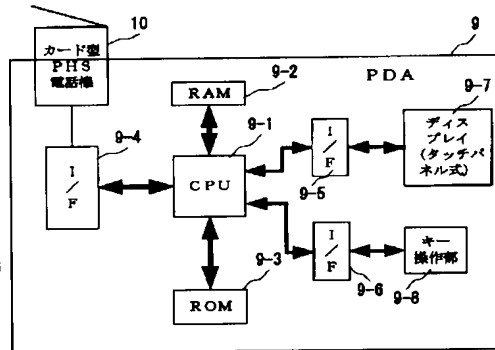 10
カード型
PHS
電話機
9
PDA
9-2
RAM
9-7
ディス
プレイ
(タッチパ
ネル式)
9-4
I
/
F
9-1
CPU
I
/
F
9-5
9-3
ROM
I
/
F
9-6
キー
操作部
9-8